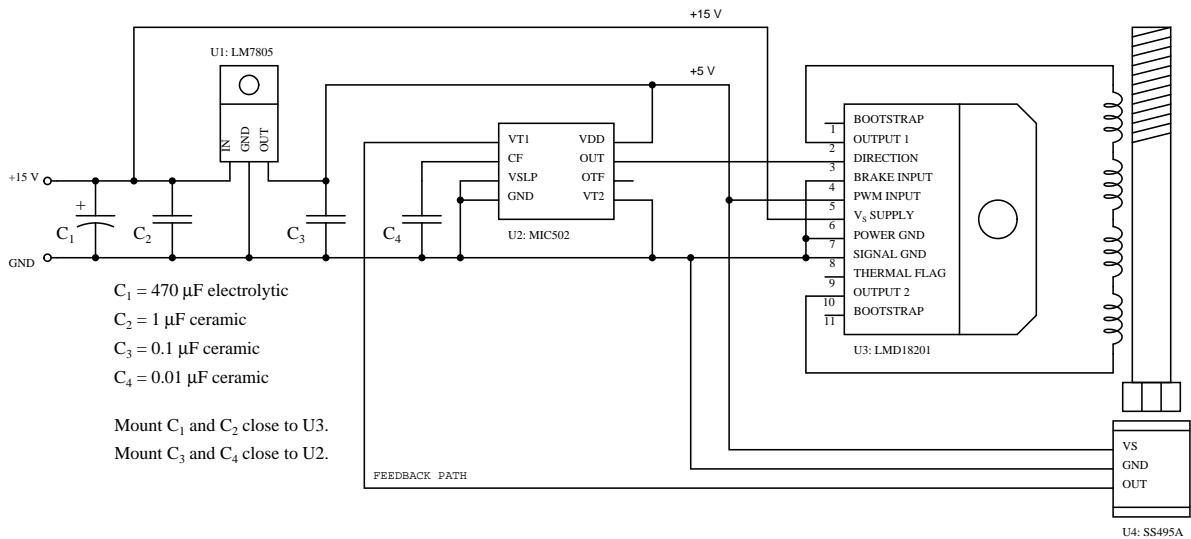 +15 V
U1: LM7805
IN
GND
OUT
+5 V
+15 V
+
C1
C2
C3
C4
GND
VT1
CF
VSLP
GND
VDD
OUT
OTF
VT2
U2: MIC502
1
2
3
4
5
6
7
8
9
10
11
BOOTSTRAP
OUTPUT 1
DIRECTION
BRAKE INPUT
PWM INPUT
VS SUPPLY
POWER GND
SIGNAL GND
THERMAL FLAG
OUTPUT 2
BOOTSTRAP
U3: LMD18201
C1 = 470 μF electrolytic
C2 = 1 μF ceramic
C3 = 0.1 μF ceramic
C4 = 0.01 μF ceramic
Mount C1 and C2 close to U3.
Mount C3 and C4 close to U2.
FEEDBACK PATH
VS
GND
OUT
U4: SS495A